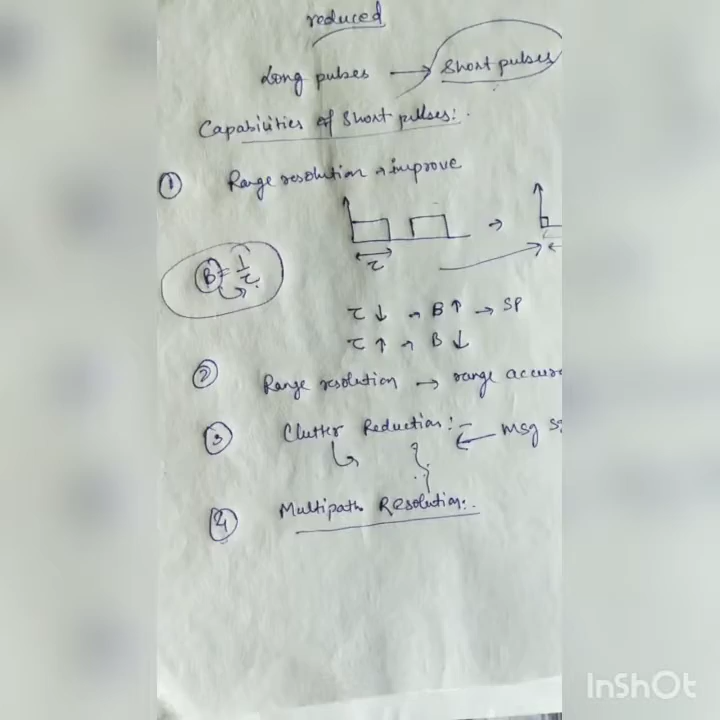 reduced
Long pulses → Short pulses
Capabilities of Short pulses:
① Range resolution → improve
τ
B = 1/τ
τ ↓ → B ↑ → SP
τ ↑ → B ↓
② Range resolution → range accur
③ Clutter Reduction:- ← Msg
④ Multipath Resolution:
InShOt